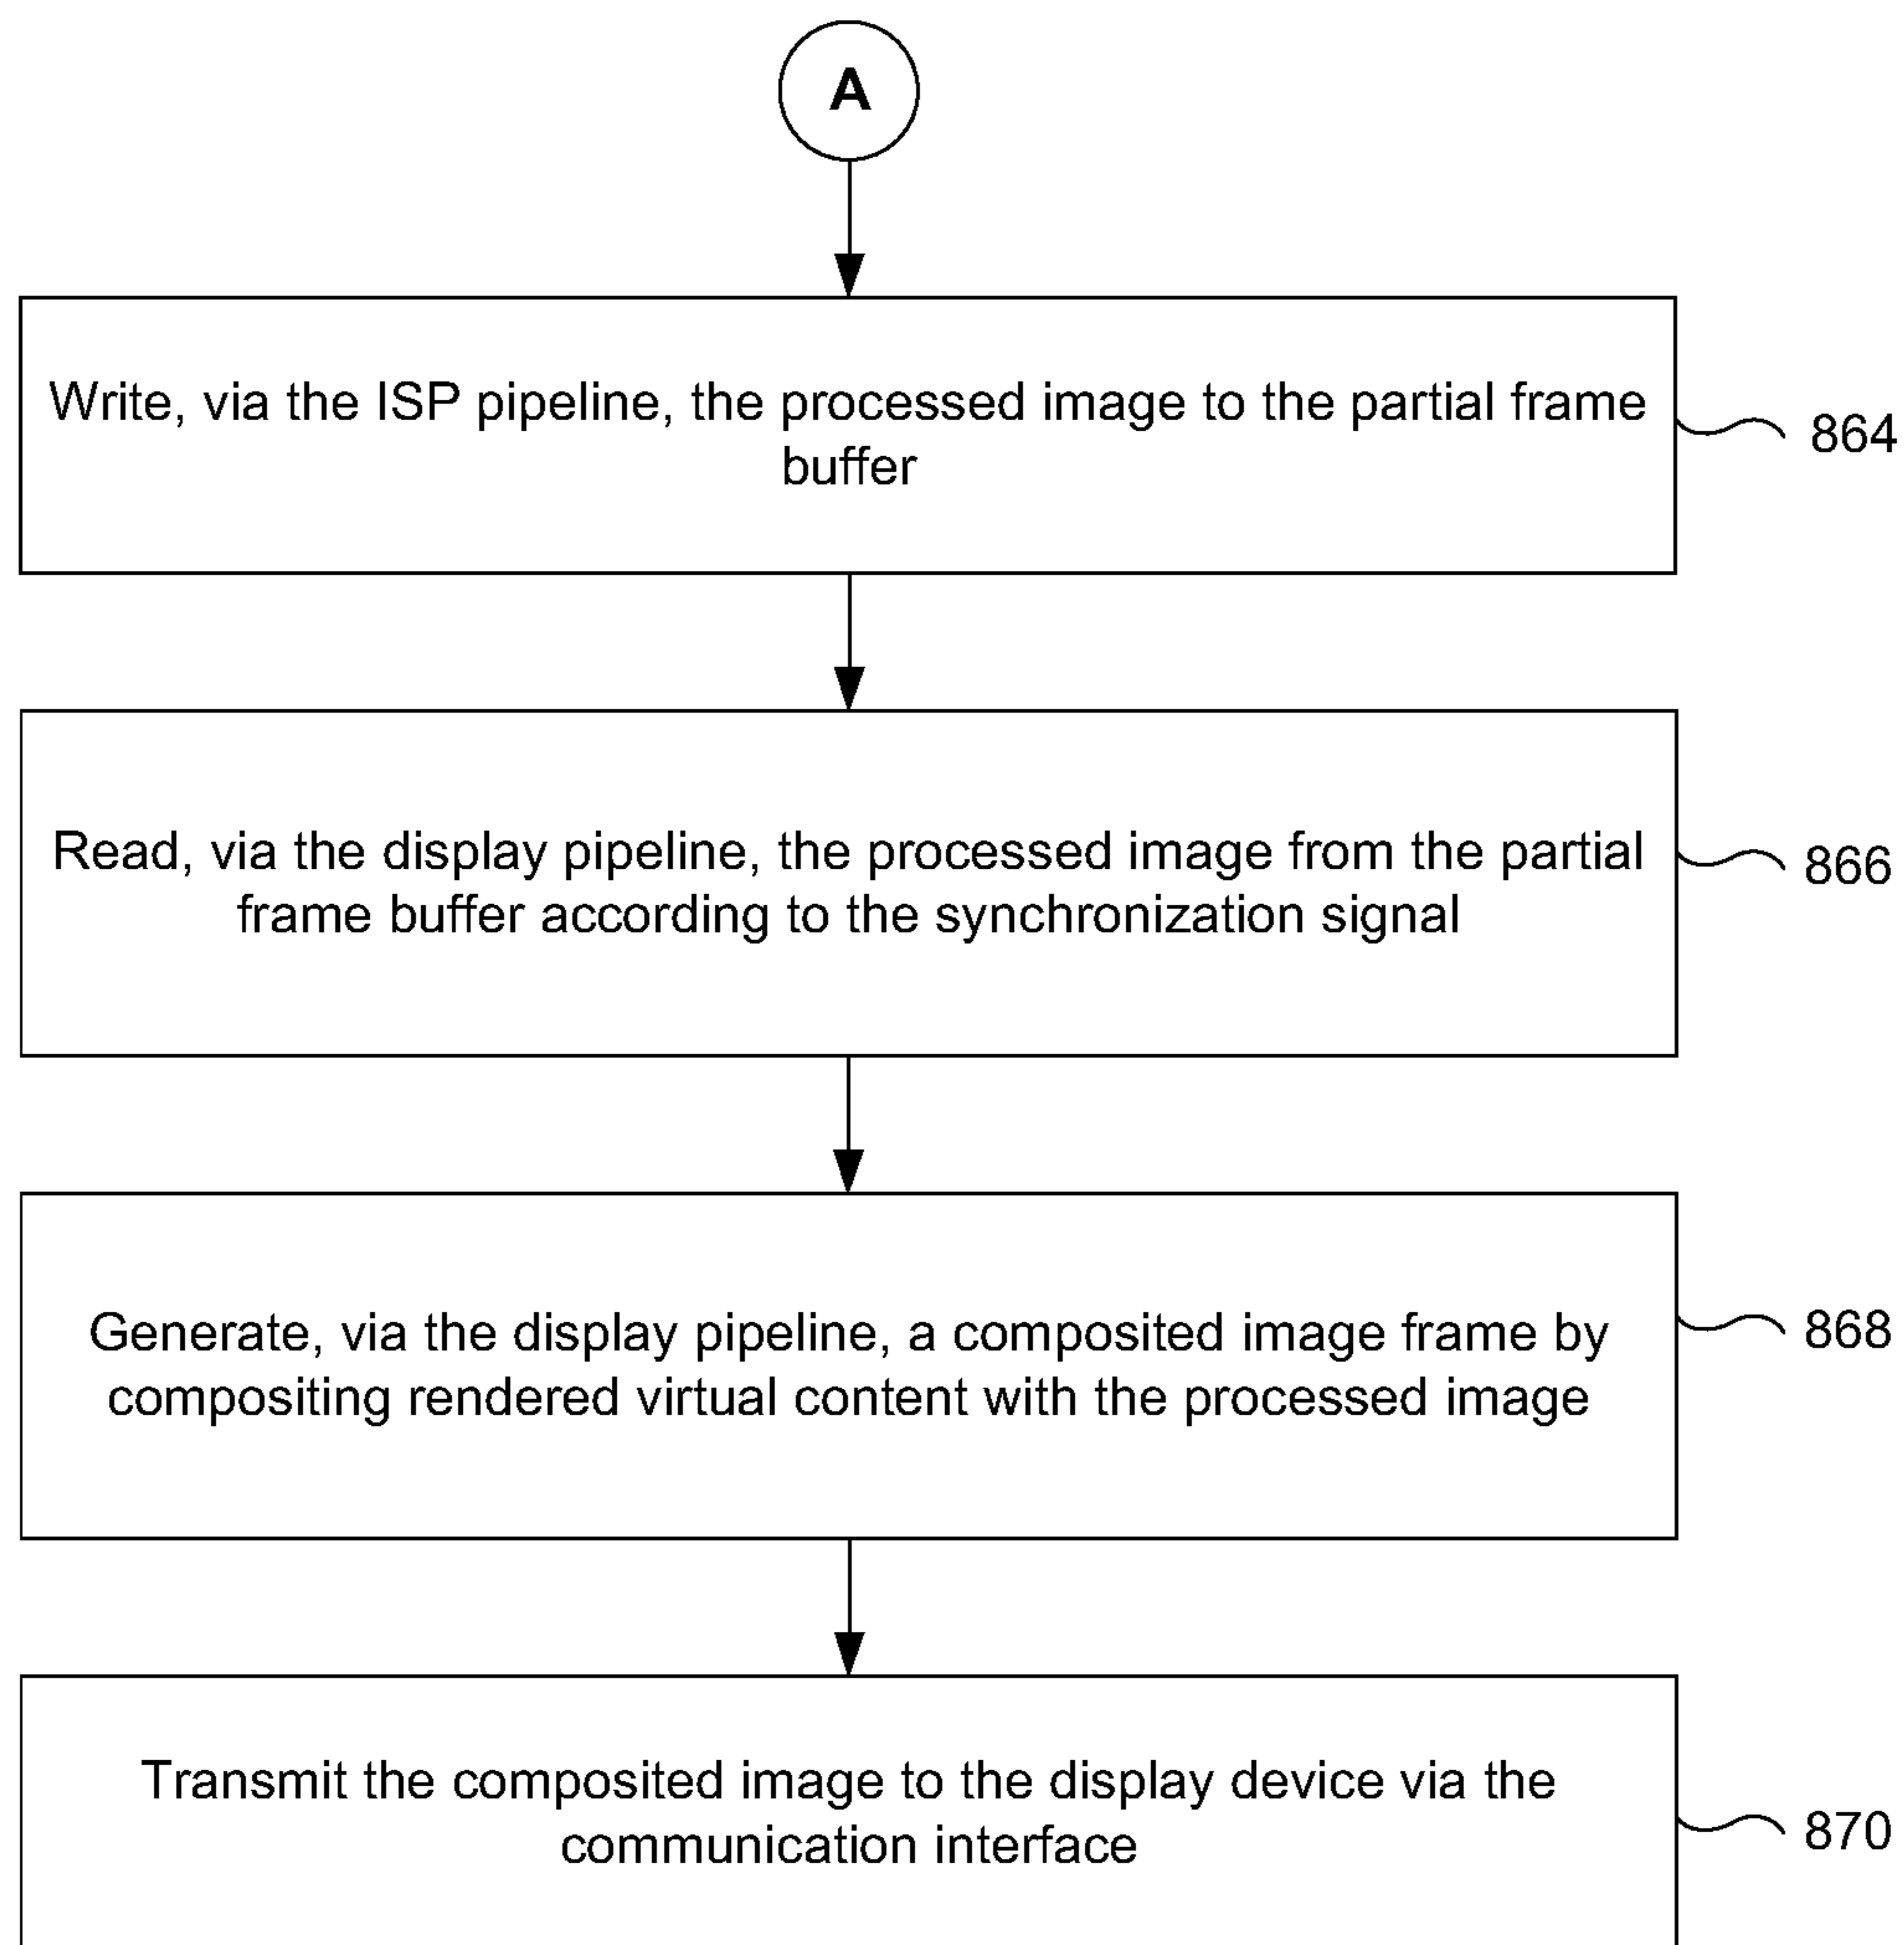 A
Write, via the ISP pipeline, the processed image to the partial frame
buffer
864
Read, via the display pipeline, the processed image from the partial
frame buffer according to the synchronization signal
866
Generate, via the display pipeline, a composited image frame by
compositing rendered virtual content with the processed image
868
Transmit the composited image to the display device via the
communication interface
870